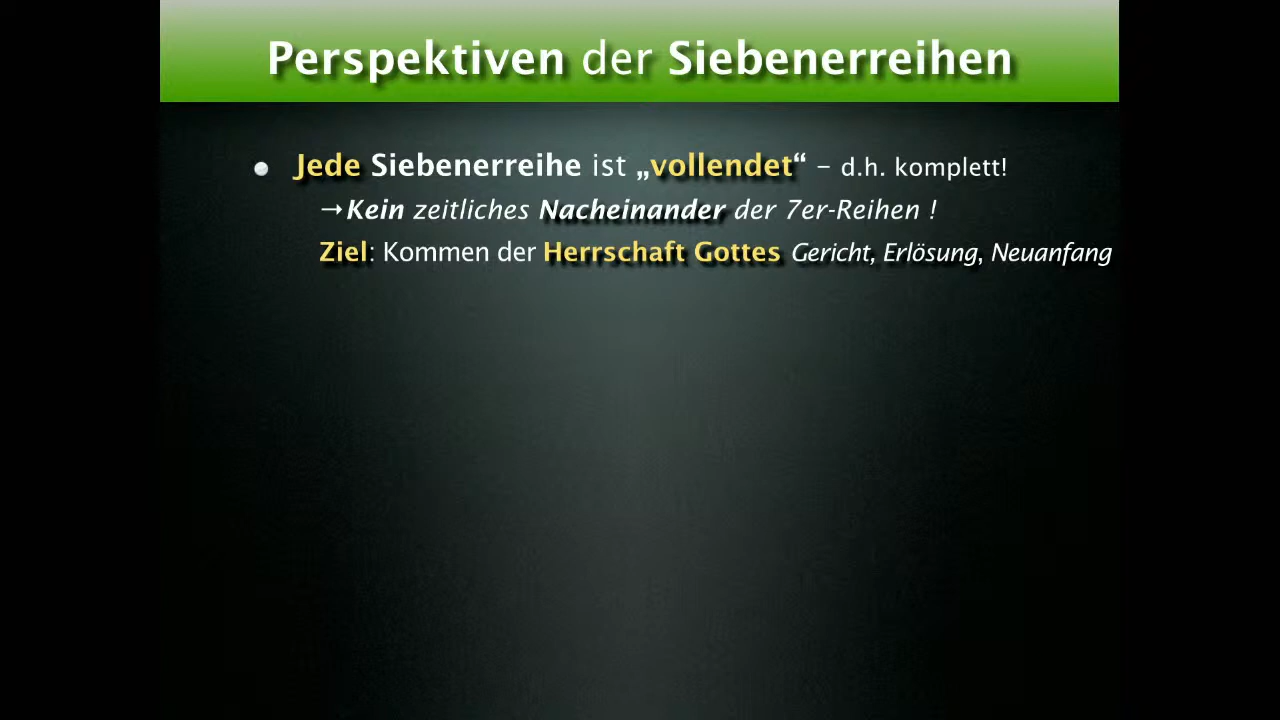 Perspektiven der Siebenerreihen
Jede Siebenerreihe ist „vollendet“ – d.h. komplett!
→Kein zeitliches Nacheinander der 7er-Reihen !
Ziel: Kommen der Herrschaft Gottes Gericht, Erlösung, Neuanfang